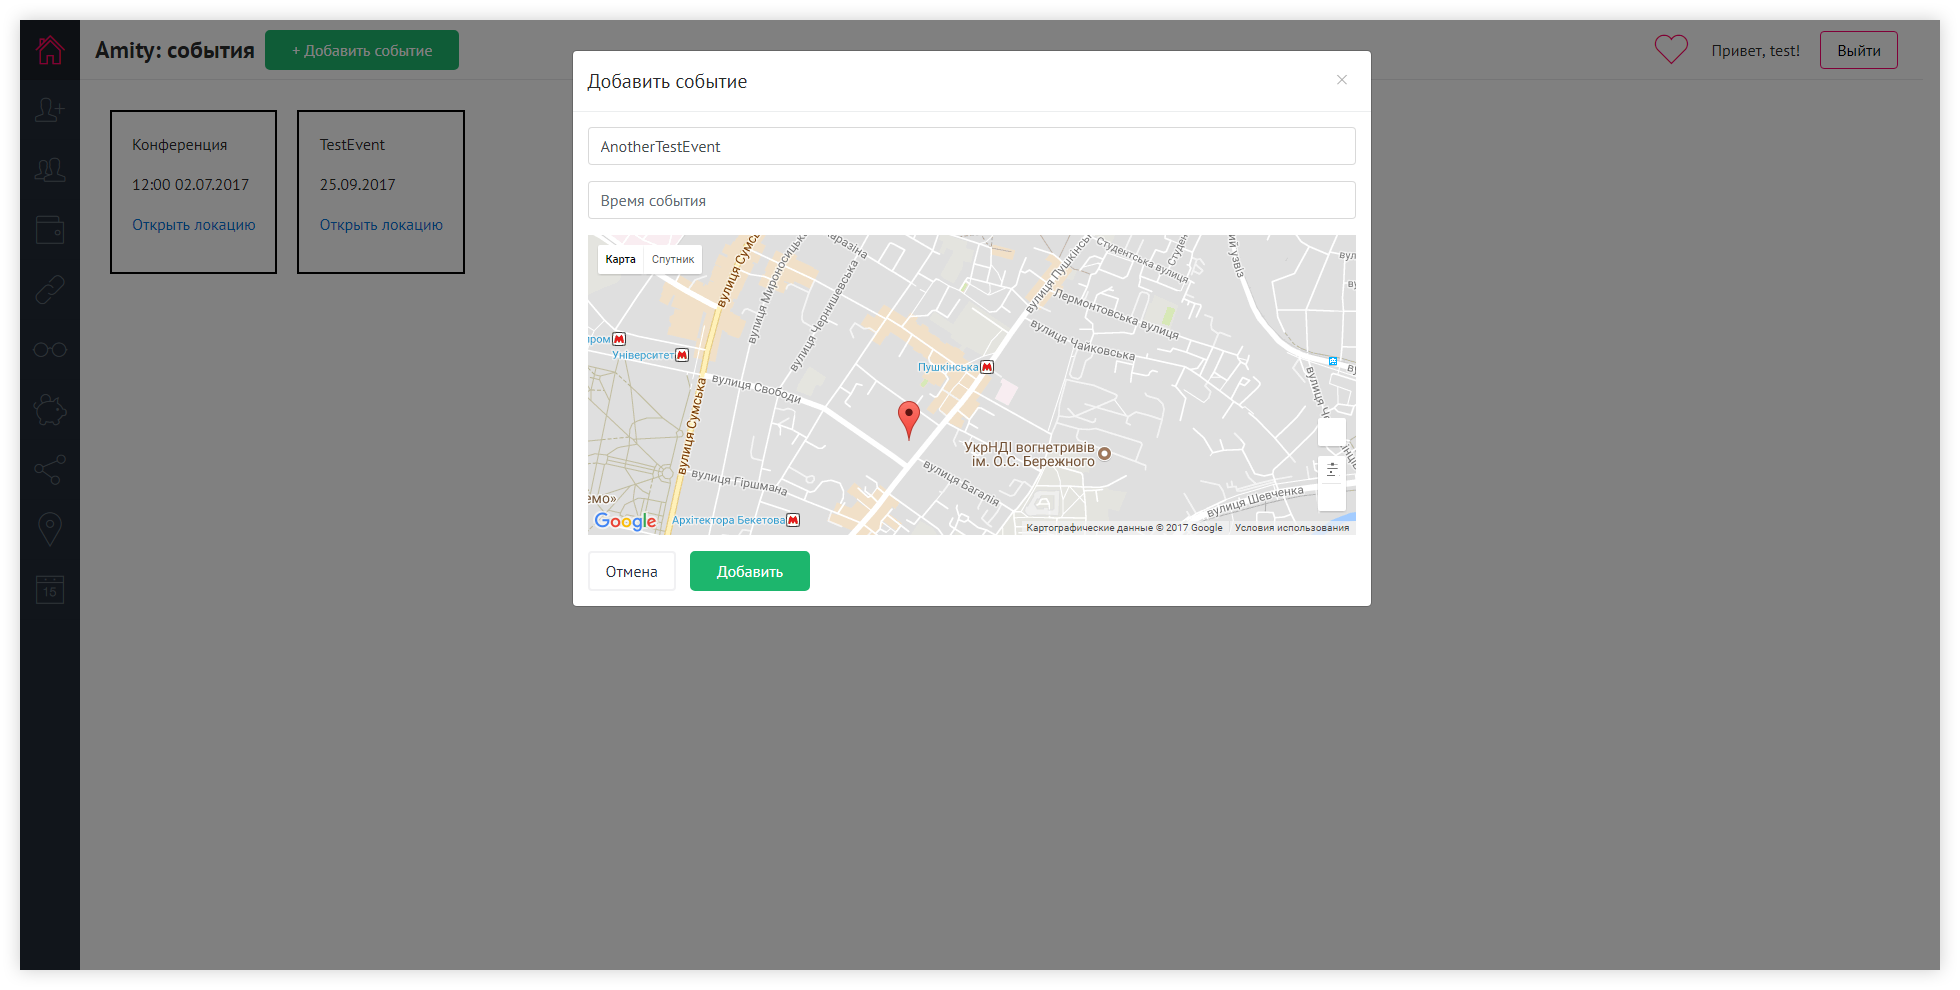 Amity: события
+ Добавить событие
Привет, test!
Выйти
Конференция
12:00 02.07.2017
Открыть локацию
TestEvent
25.09.2017
Открыть локацию
15
Добавить событие
×
AnotherTestEvent
Время события
Карта
Спутник
вулиця Сумська
вулиця Мироносицька
вулиця Чернишевська
вулиця Пушкінська
Студентська вулиця
Лермонтовська вулиця
вулиця Чайковська
Університет
Пушкінська
вулиця Свободи
вулиця Сумська
УкрНДІ вогнетривів
ім. О.С. Бережного
вулиця Багалія
вулиця Гіршмана
вулиця Шевченка
Архітектора Бекетова
Google
Картографические данные © 2017 Google
Условия использования
Отмена
Добавить